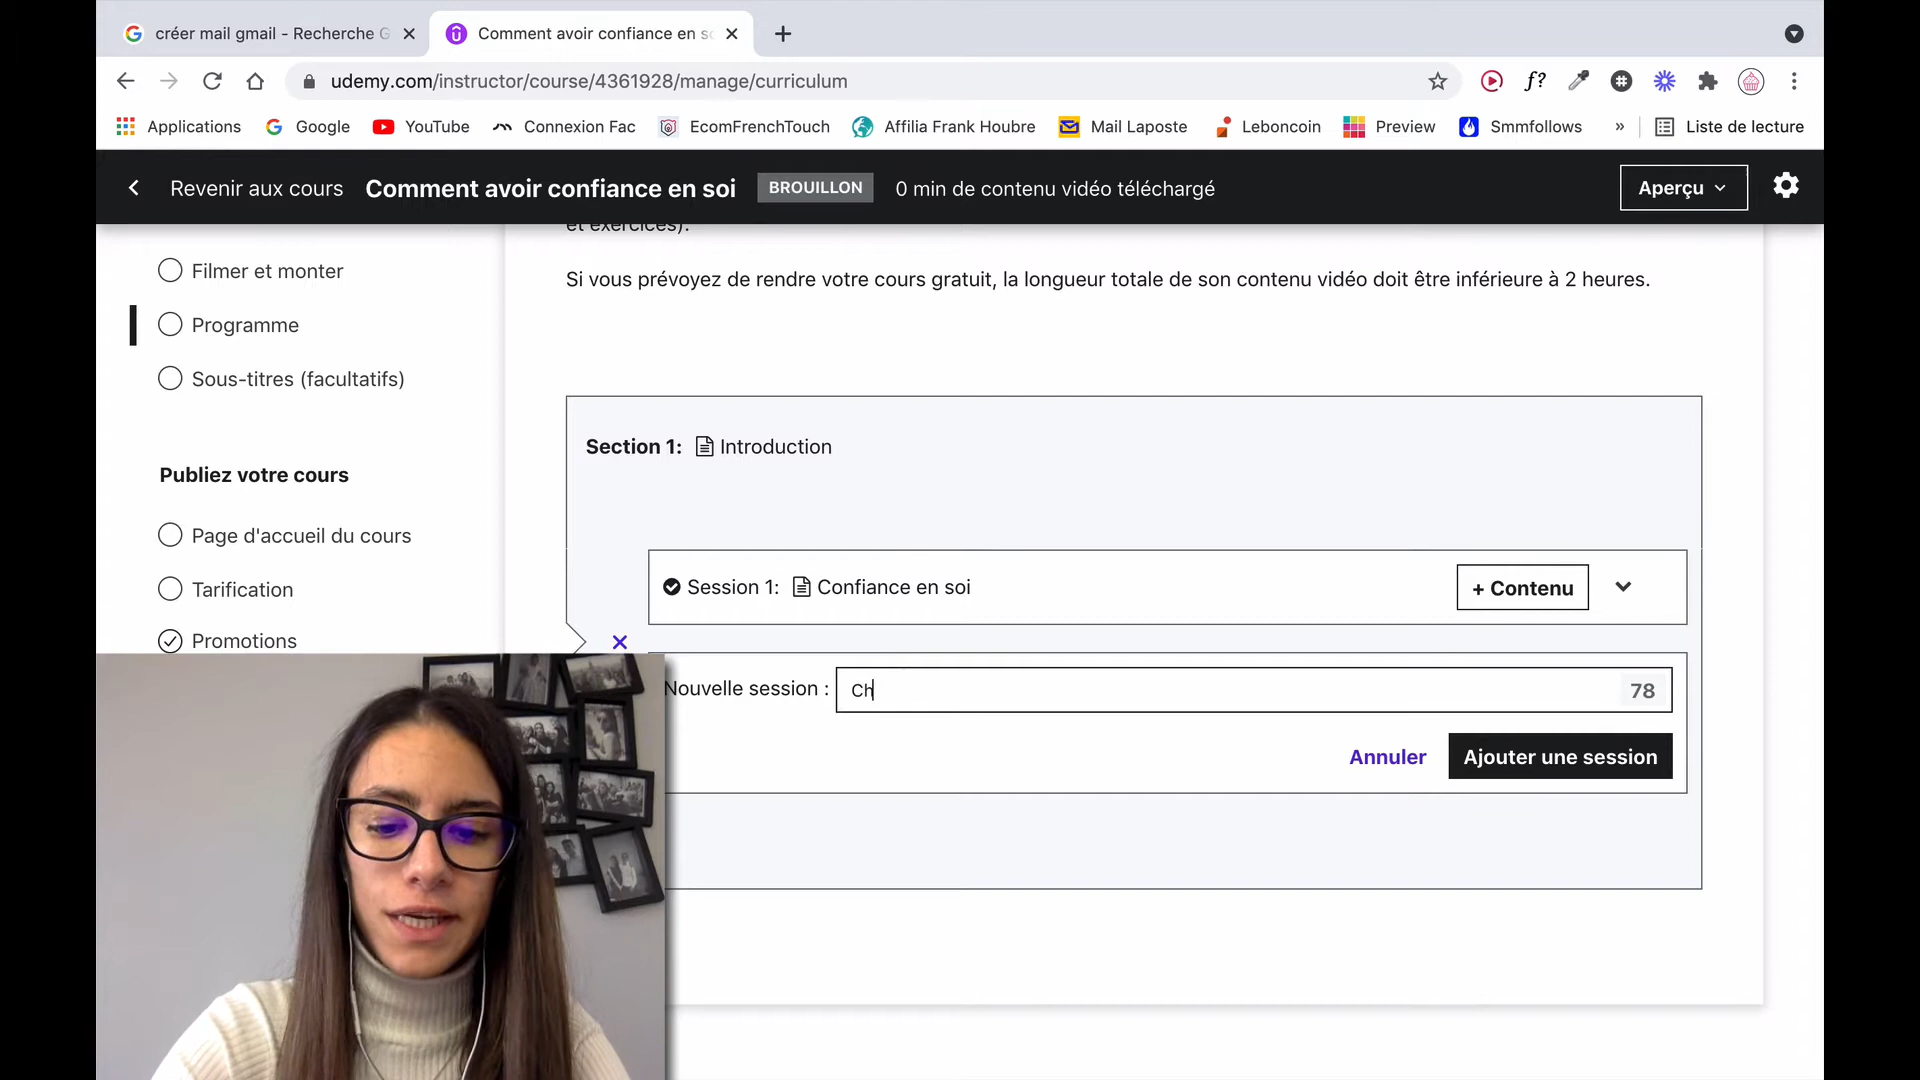 créer mail gmail - Recherche G
Comment avoir confiance en so
udemy.com/instructor/course/4361928/manage/curriculum
f?
Applications
Google
YouTube
Connexion Fac
EcomFrenchTouch
Affilia Frank Houbre
Mail Laposte
Leboncoin
Preview
Smmfollows
»
Liste de lecture
Revenir aux cours
Comment avoir confiance en soi
BROUILLON
0 min de contenu vidéo téléchargé
Aperçu
et exercices).
Filmer et monter
Si vous prévoyez de rendre votre cours gratuit, la longueur totale de son contenu vidéo doit être inférieure à 2 heures.
Programme
Sous-titres (facultatifs)
Section 1: Introduction
Publiez votre cours
Page d'accueil du cours
Tarification
Promotions
Session 1: Confiance en soi
+ Contenu
Nouvelle session : Ch 78
Annuler
Ajouter une session